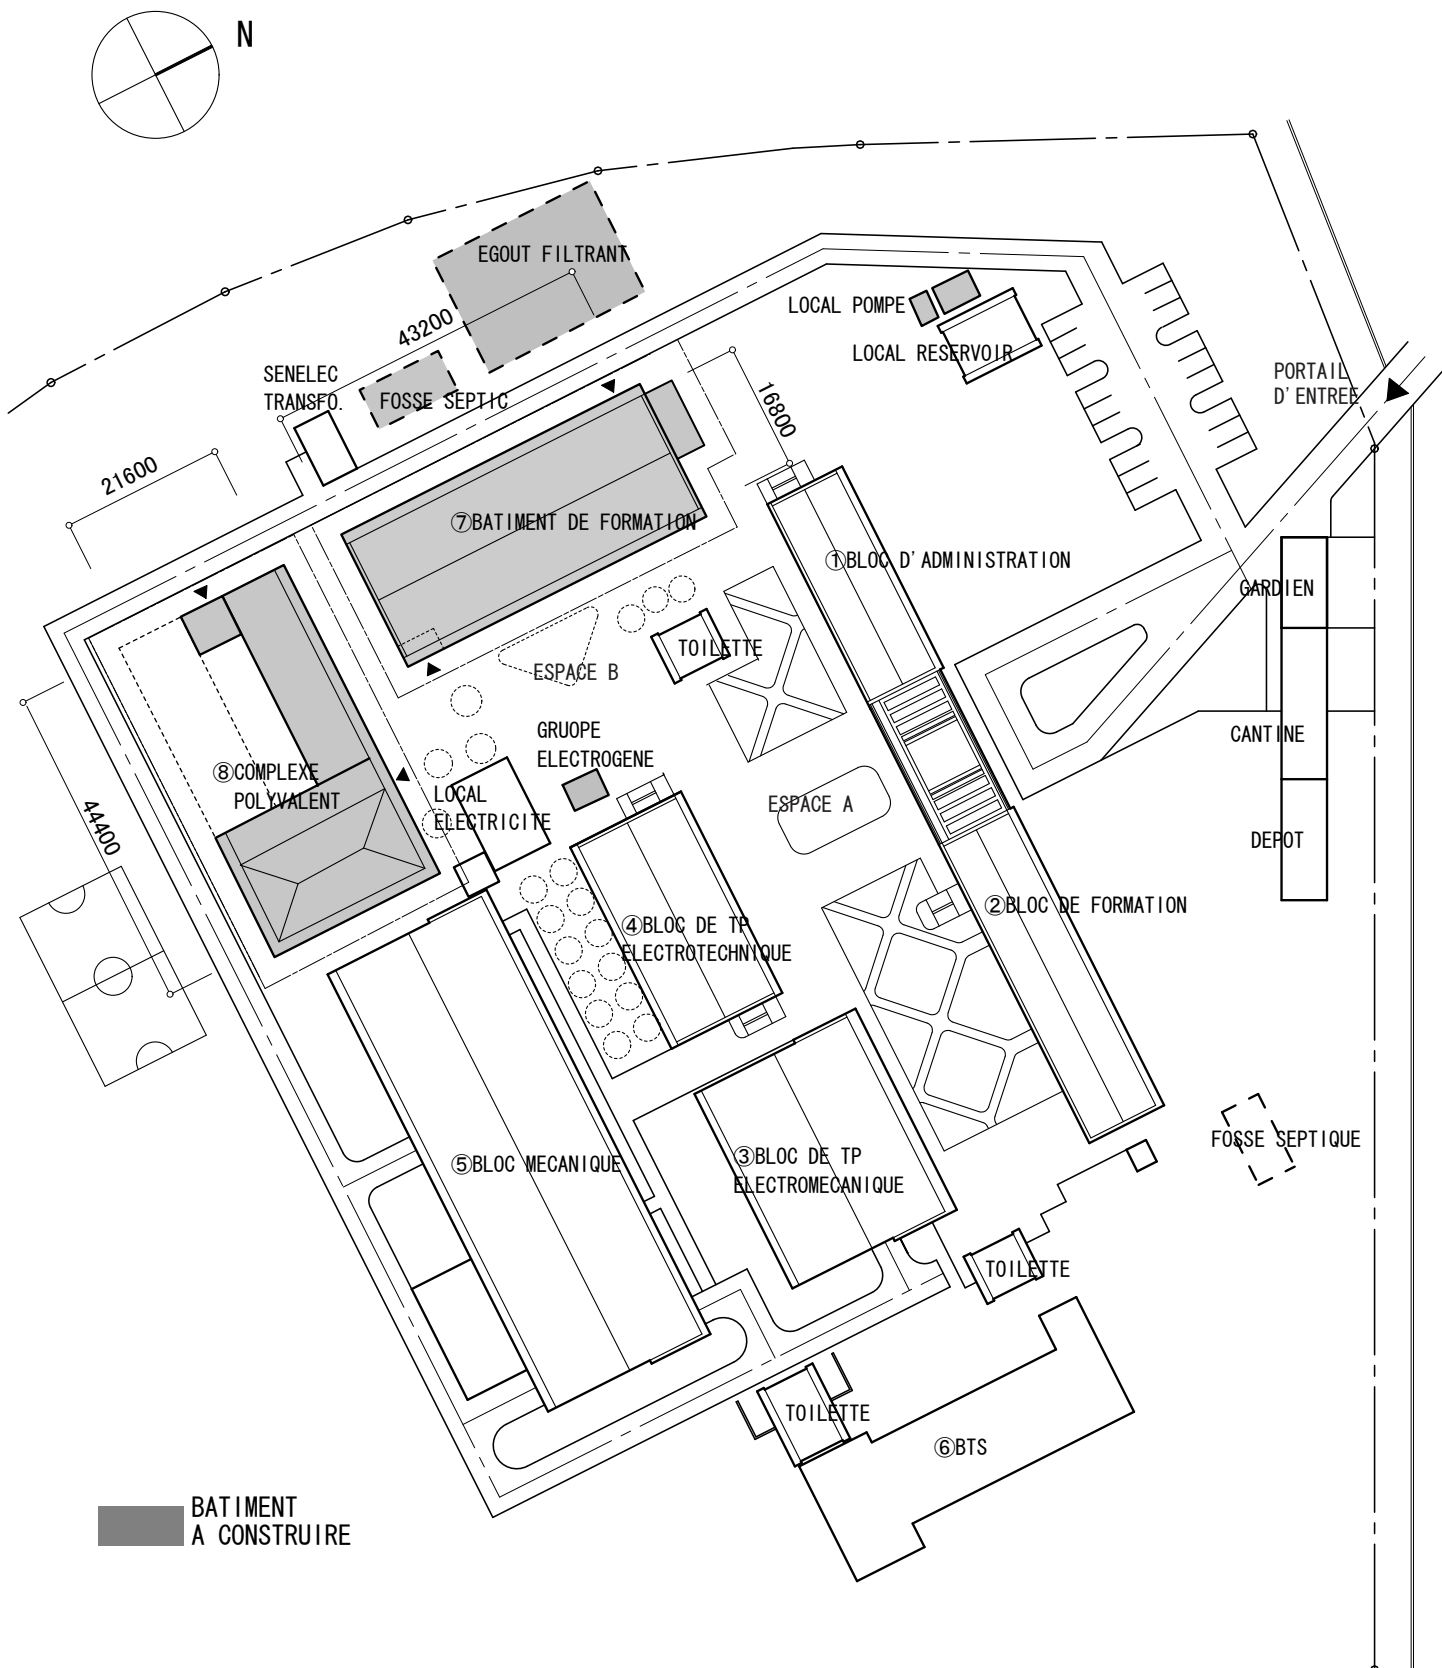 N
EGOUT FILTRANT
43200
LOCAL POMPE
LOCAL RESERVOIR
SENELEC
TRANSFO.
FOSSE SEPTIC
PORTAIL
D'ENTREE
16800
21600
⑦BATIMENT DE FORMATION
①BLOC D'ADMINISTRATION
GARDIEN
TOILETTE
ESPACE B
GRUOPE
ELECTROGENE
CANTINE
⑧COMPLEXE
POLYVALENT
LOCAL
ELECTRICITE
ESPACE A
44400
DEPOT
②BLOC DE FORMATION
④BLOC DE TP
ELECTROTECHNIQUE
FOSSE SEPTIQUE
⑤BLOC MECANIQUE
③BLOC DE TP
ELECTROMECANIQUE
TOILETTE
TOILETTE
⑥BTS
BATIMENT
A CONSTRUIRE